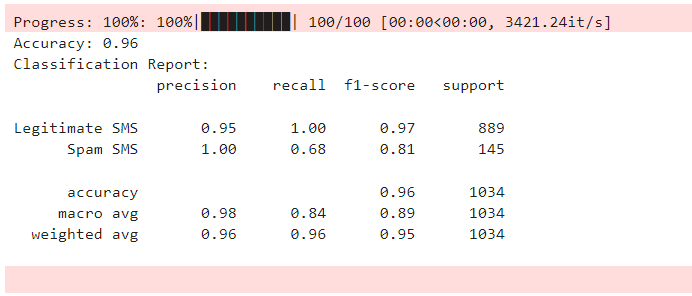 Progress: 100%: 100%|██████████| 100/100 [00:00<00:00, 3421.24it/s]
Accuracy: 0.96
Classification Report:
precision recall f1-score support
Legitimate SMS 0.95 1.00 0.97 889
Spam SMS 1.00 0.68 0.81 145
accuracy 0.96 1034
macro avg 0.98 0.84 0.89 1034
weighted avg 0.96 0.96 0.95 1034